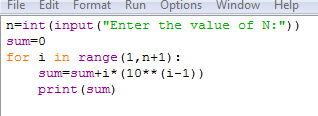 File Edit Format Run Options Window Help
n=int(input("Enter the value of N:"))
sum=0
for i in range(1,n+1):
    sum=sum+i*(10**(i-1))
    print(sum)